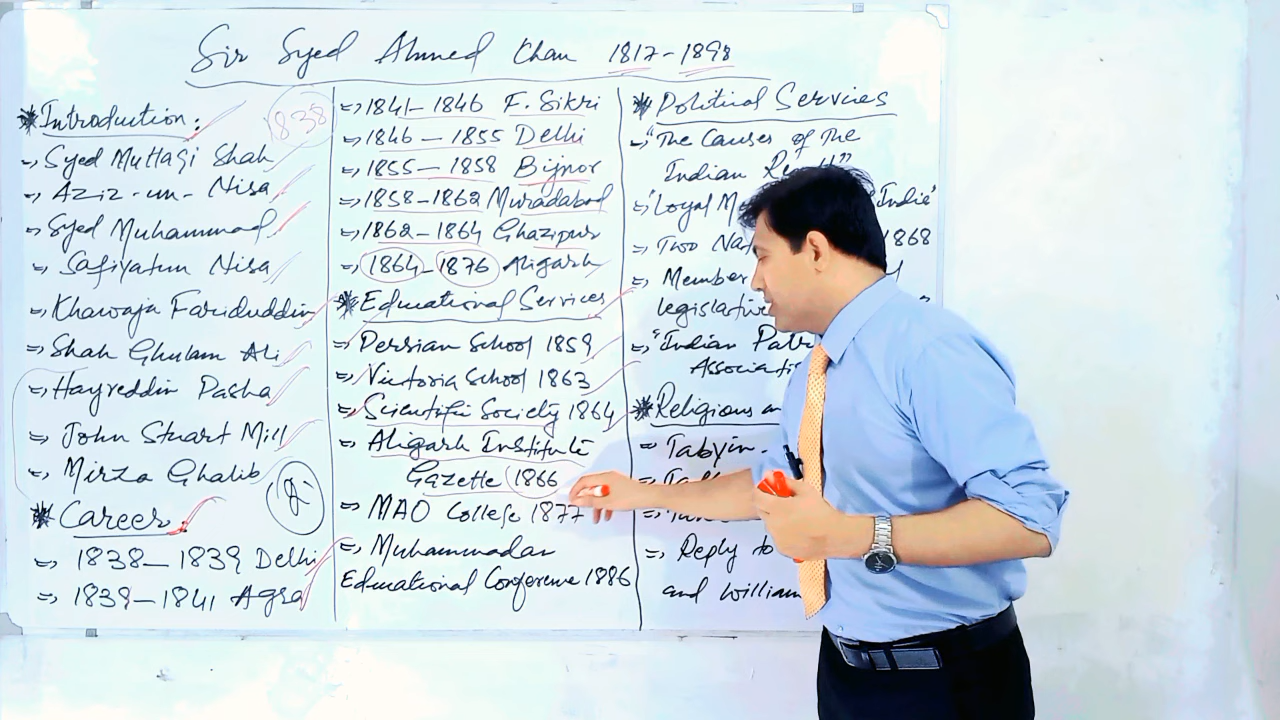 Sir Syed Ahmed Khan 1817-1898
* Introduction:
1838
=> Syed Muttaqi Shah
=> Aziz-un-Nisa
=> Syed Muhammad
=> Safiyatun Nisa
=> Khawaja Fariduddin
=> Shah Ghulam Ali
=> Hayreddin Pasha
=> John Stuart Mill
=> Mirza Ghalib
* Career
=> 1838-1839 Delhi
=> 1839-1841 Agra
=> 1841-1846 F. Sikri
=> 1846-1855 Delhi
=> 1855-1858 Bijnor
=> 1858-1862 Muradabad
=> 1862-1864 Ghazipur
=> 1864-1876 Aligarh
* Educational Services
=> Persian School 1859
=> Victoria School 1863
=> Scientific Society 1864
=> Aligarh Institute
Gazette 1866
=> MAO College 1877
=> Muhammadan
Educational Conference 1886
* Political Services
=> "The Causes of The
Indian
=> "Loyal India"
=> Two 1868
=> Member
legislative
=> "Indian
* Religious
=> Tabyin.
=> Reply to
and William